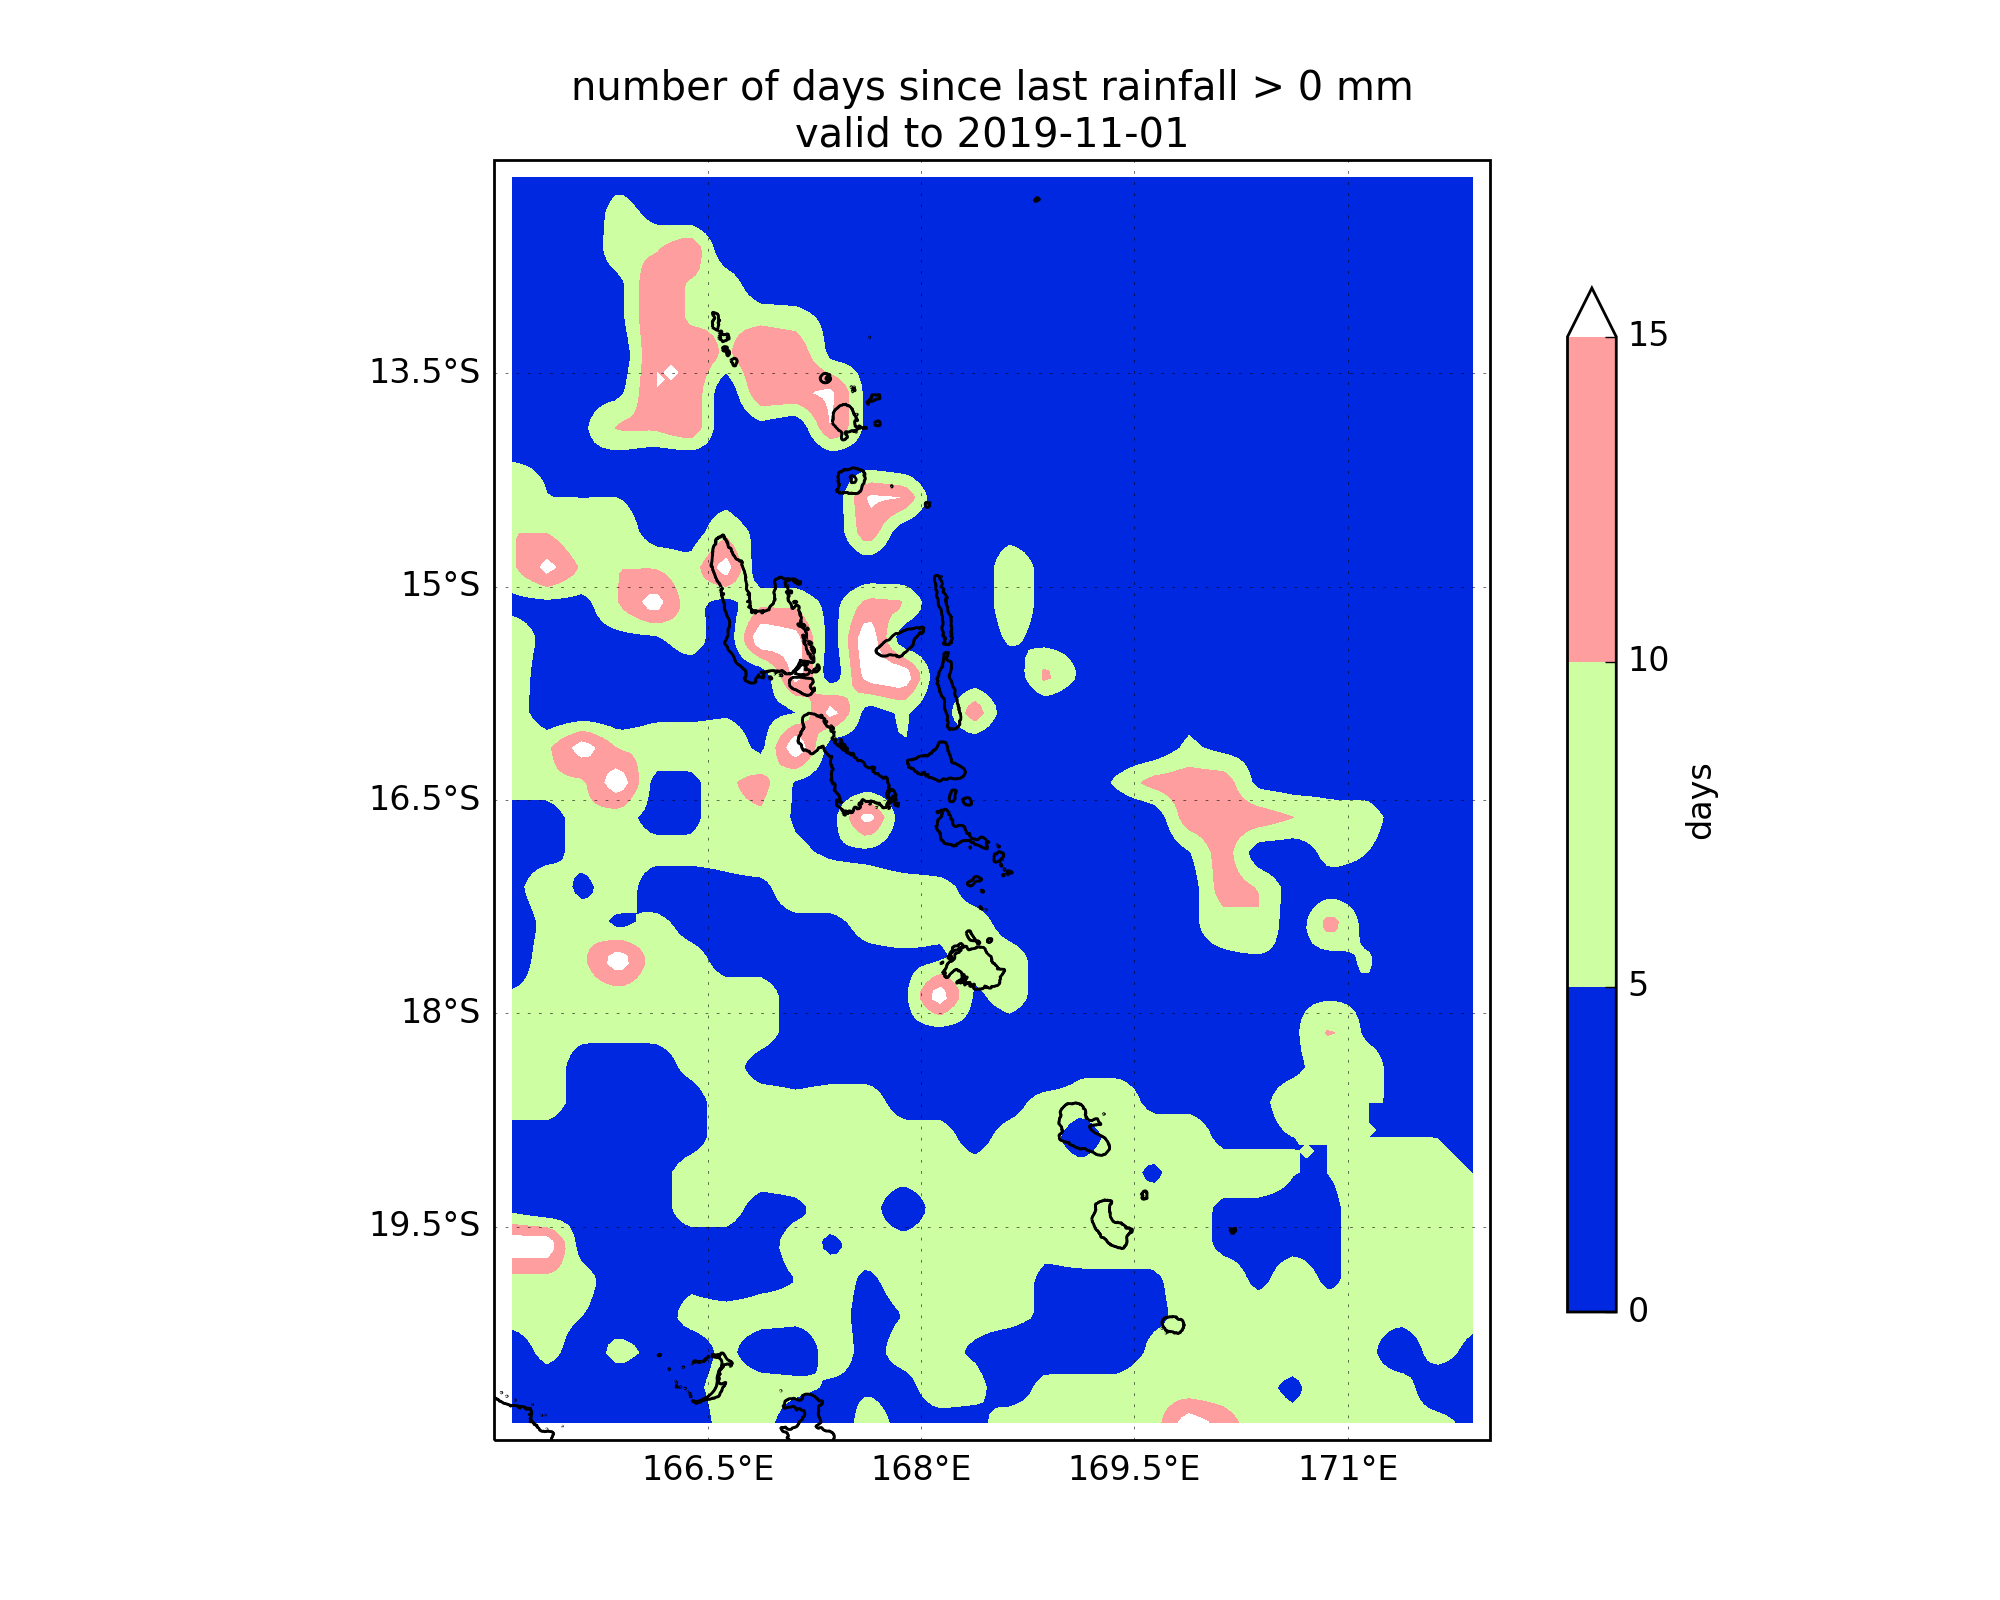 number of days since last rainfall > 0 mm
valid to 2019-11-01
13.5°S
15°S
16.5°S
18°S
19.5°S
166.5°E
168°E
169.5°E
171°E
15
10
5
0
days